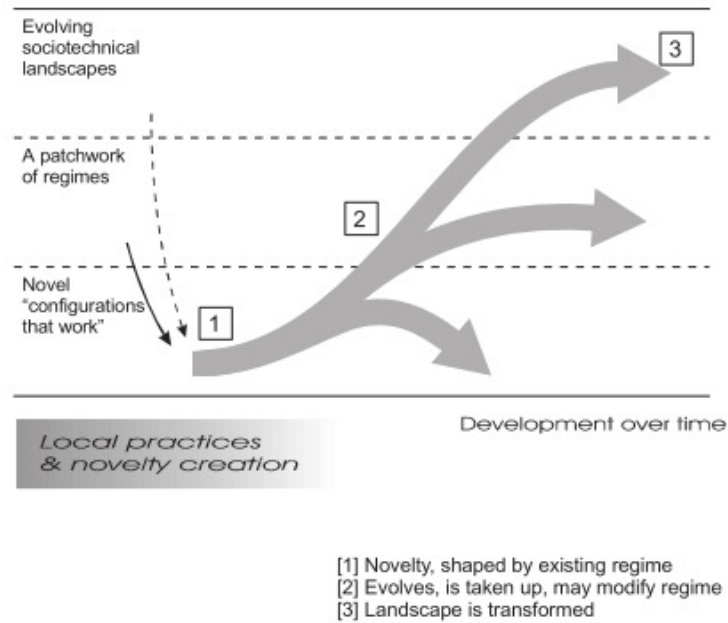 Evolving
sociotechnical
landscapes
3
A patchwork
of regimes
2
Novel
“configurations
that work”
1
Development over time
Local practices
& novelty creation
[1] Novelty, shaped by existing regime
[2] Evolves, is taken up, may modify regime
[3] Landscape is transformed